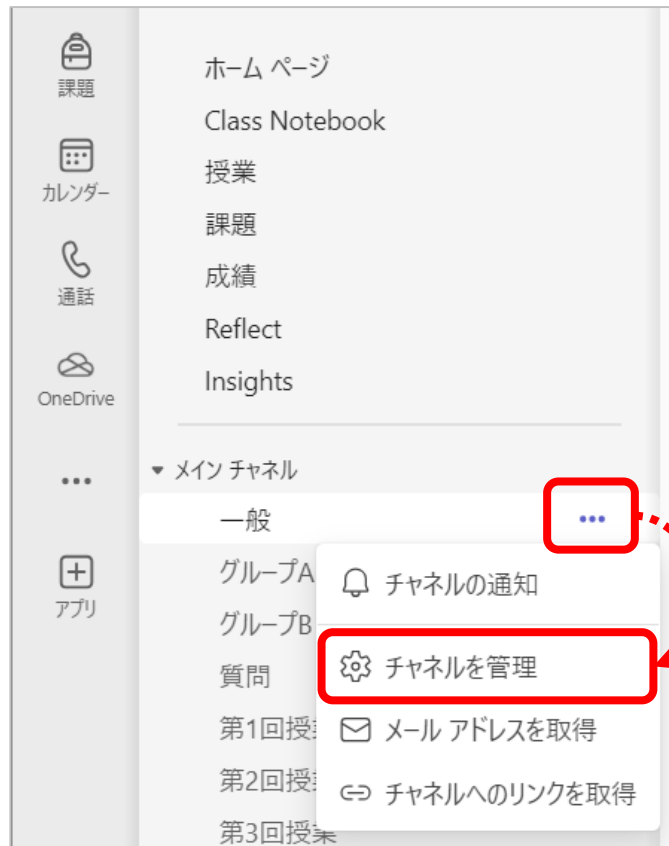 課題
カレンダー
通話
OneDrive
アプリ
ホーム ページ
Class Notebook
授業
課題
成績
Reflect
Insights
メイン チャネル
一般
グループA
グループB
質問
第1回授
第2回授
第3回授業
チャネルの通知
チャネルを管理
メール アドレスを取得
チャネルへのリンクを取得